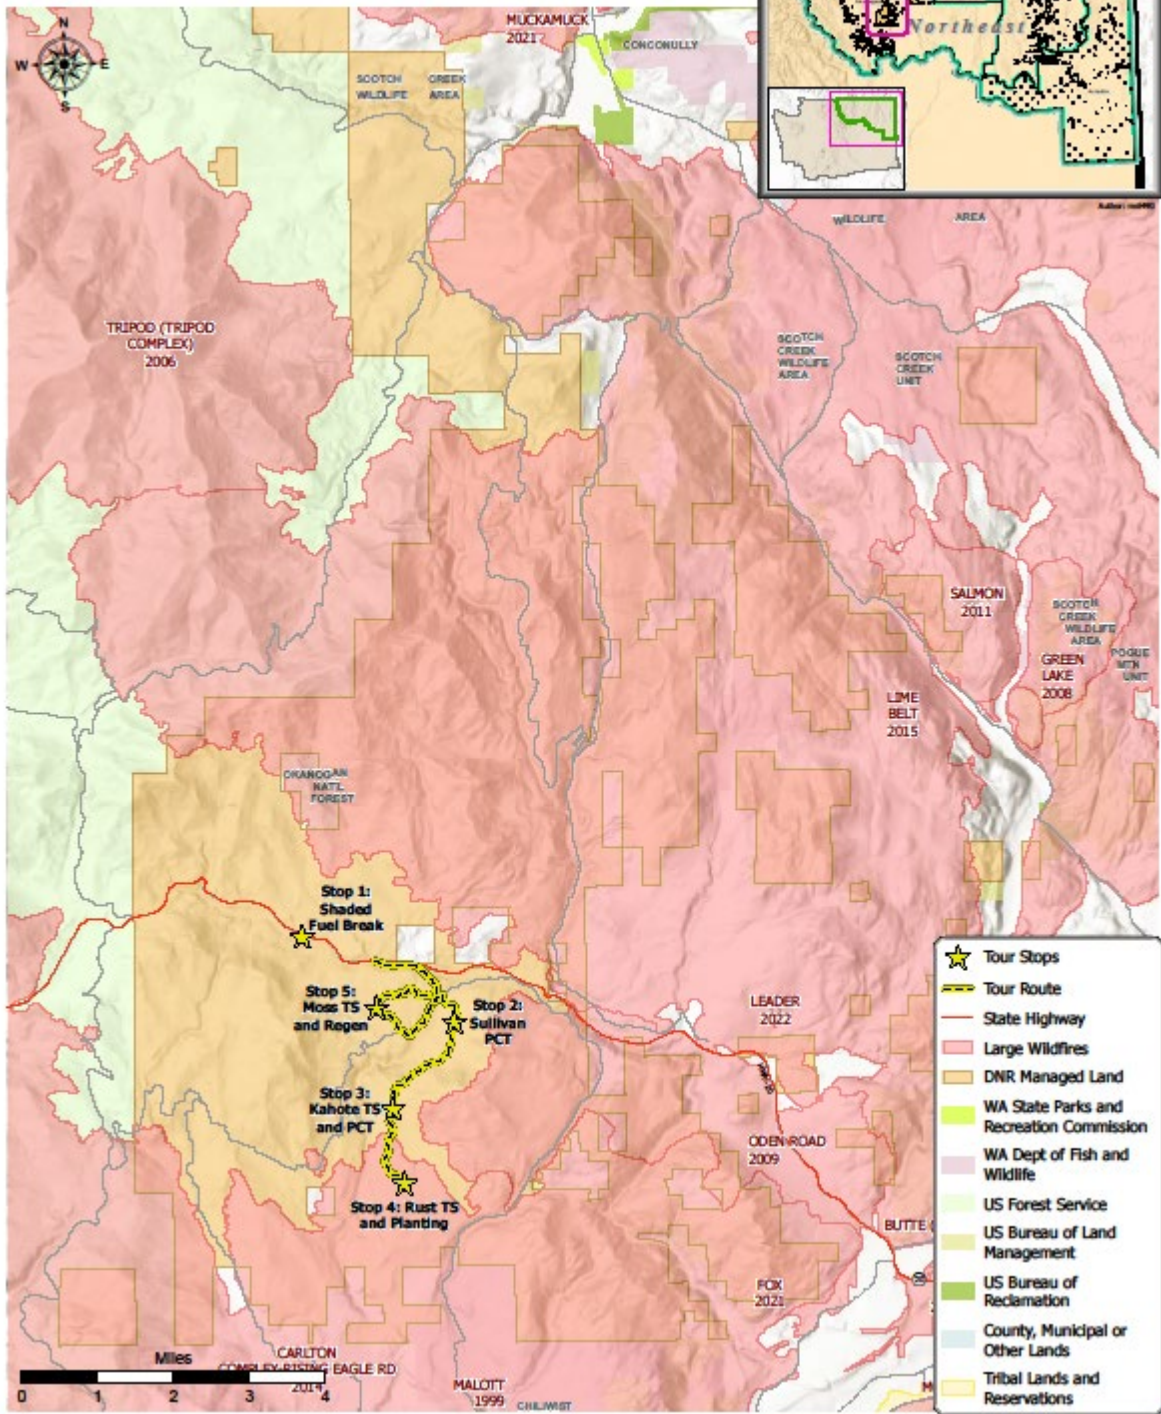 N
W
E
S
MUCKAMUCK
2021
CONCONULLY
Northeast
SCOTCH CREEK
WILDLIFE AREA
WILDLIFE AREA
TRIPOD (TRIPOD
COMPLEX)
2006
SCOTCH
CREEK
WILDLIFE
AREA
SCOTCH
CREEK
UNIT
SALMON
2011
SCOTCH
CREEK
WILDLIFE
AREA
POGUE
MTN
UNIT
GREEN
LAKE
2008
LIME
BELT
2015
OKANOGAN
NAT'L
FOREST
Stop 1:
Shaded
Fuel Break
Stop 5:
Moss TS
and Regen
Stop 2:
Sullivan
PCT
Stop 3:
Kahote TS
and PCT
Stop 4: Rust TS
and Planting
LEADER
2022
ODEN ROAD
2009
BUTTE
FOX
2021
CARLTON
COMPLEX-RISING EAGLE RD
2014
MALOTT
1999
CHILIWIST
Miles
0 1 2 3 4
Tour Stops
Tour Route
State Highway
Large Wildfires
DNR Managed Land
WA State Parks and
Recreation Commission
WA Dept of Fish and
Wildlife
US Forest Service
US Bureau of Land
Management
US Bureau of
Reclamation
County, Municipal or
Other Lands
Tribal Lands and
Reservations